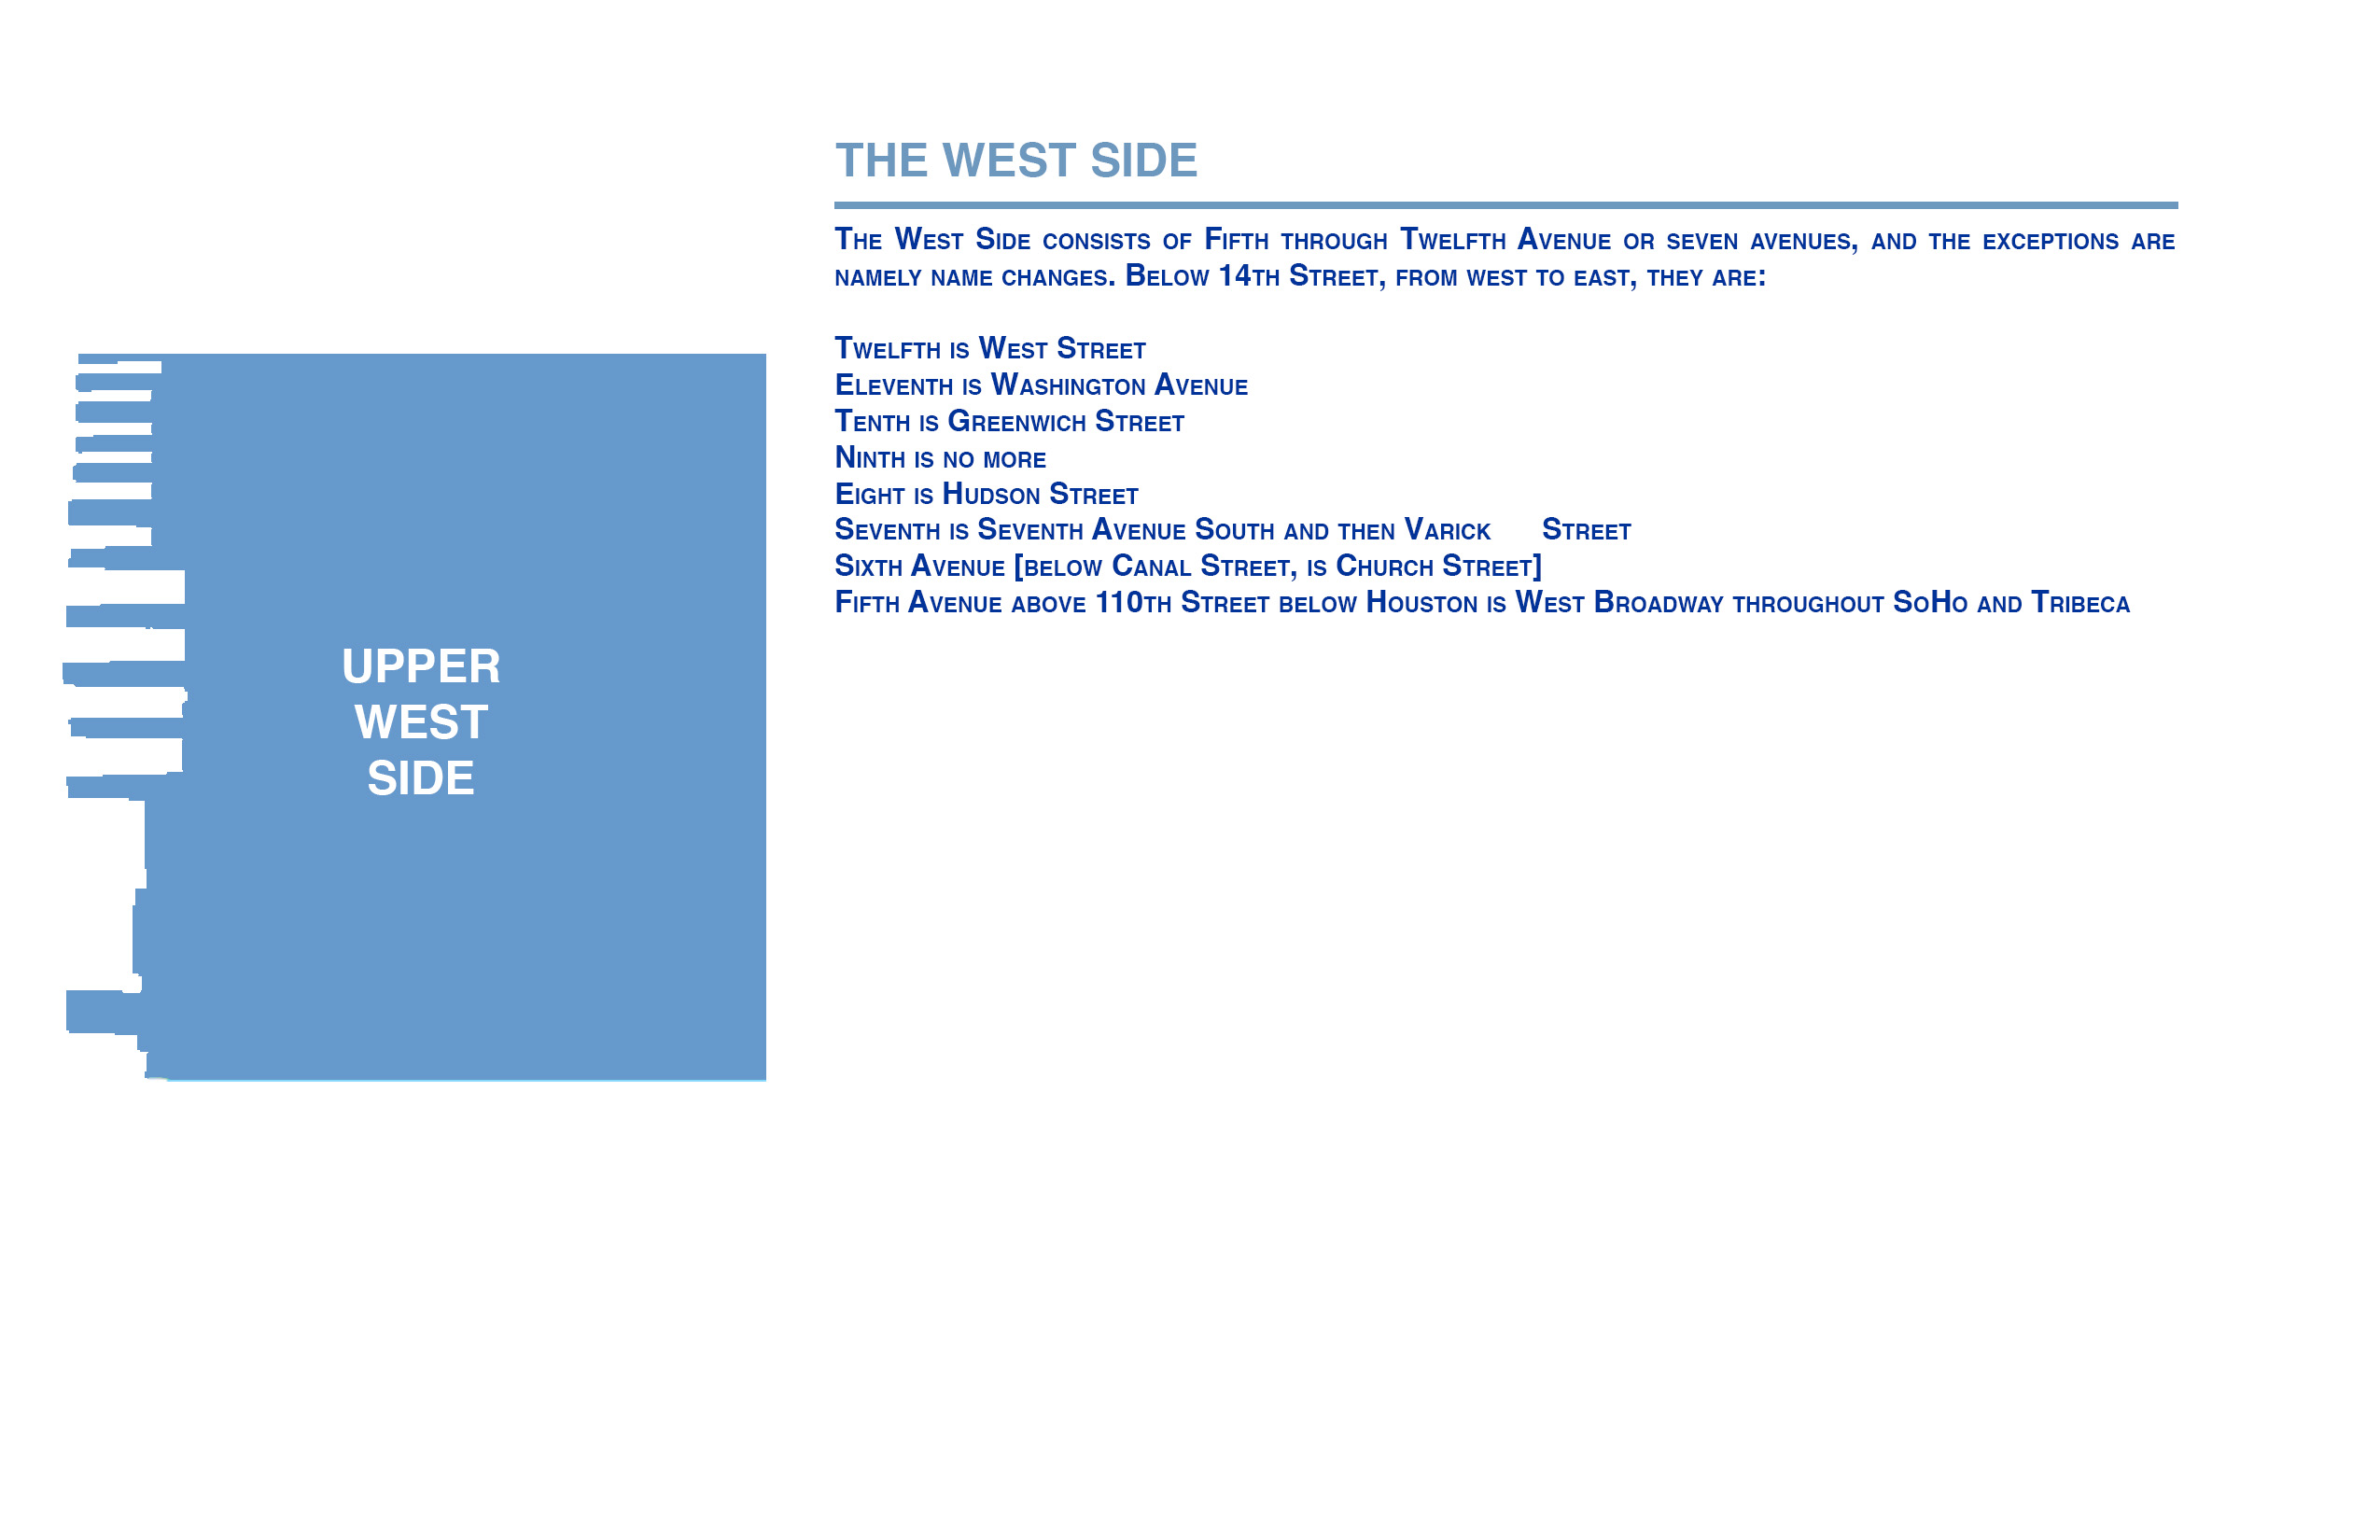 THE WEST SIDE
The West Side consists of Fifth through Twelfth Avenue or seven avenues, and the exceptions are
namely name changes. Below 14th Street, from west to east, they are:
Twelfth is West Street
Eleventh is Washington Avenue
Tenth is Greenwich Street
Ninth is no more
Eight is Hudson Street
Seventh is Seventh Avenue South and then Varick Street
Sixth Avenue [below Canal Street, is Church Street]
Fifth Avenue above 110th Street below Houston is West Broadway throughout SoHo and Tribeca
UPPER
WEST
SIDE